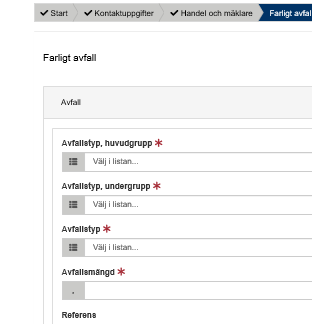 Start Kontaktuppgifter Handel och mäklare Farligt avfal
Farligt avfall
Avfall
Avfallstyp, huvudgrupp *
Välj i listan...
Avfallstyp, undergrupp *
Välj i listan...
Avfallstyp *
Välj i listan...
Avfallsmängd *
,
Referens